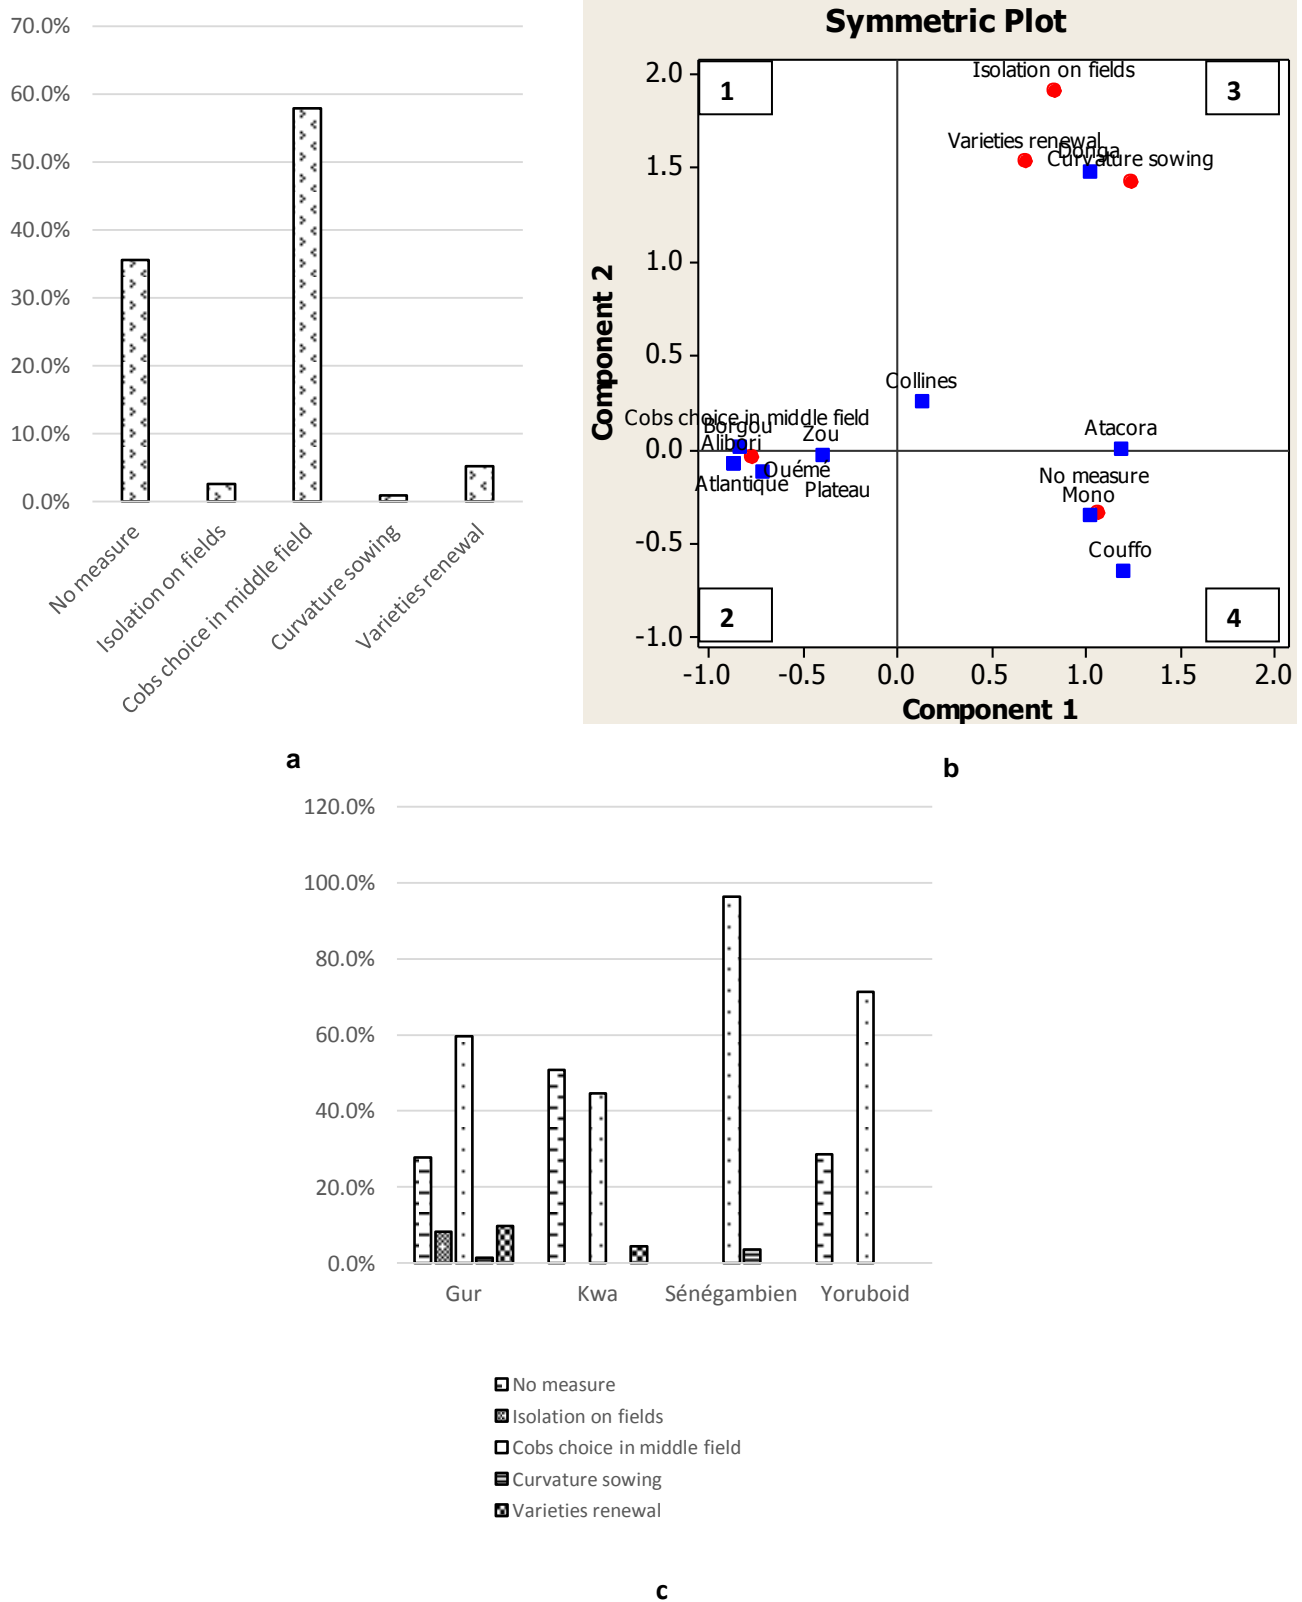 70.0%
60.0%
50.0%
40.0%
30.0%
20.0%
10.0%
0.0%
No measure
Isolation on fields
Cobs choice in middle field
Curvature sowing
Varieties renewal
a
Symmetric Plot
1
3
2
4
Component 2
2.0
1.5
1.0
0.5
0.0
-0.5
-1.0
Isolation on fields
Varieties renewal
Donga
Curvature sowing
Collines
Cobs choice in middle field
Borgou
Zou
Alibori
Ouémé
Atlantique
Plateau
Atacora
No measure
Mono
Couffo
-1.0 -0.5 0.0 0.5 1.0 1.5 2.0
Component 1
b
120.0%
100.0%
80.0%
60.0%
40.0%
20.0%
0.0%
Gur Kwa Sénégambien Yoruboid
No measure
Isolation on fields
Cobs choice in middle field
Curvature sowing
Varieties renewal
c